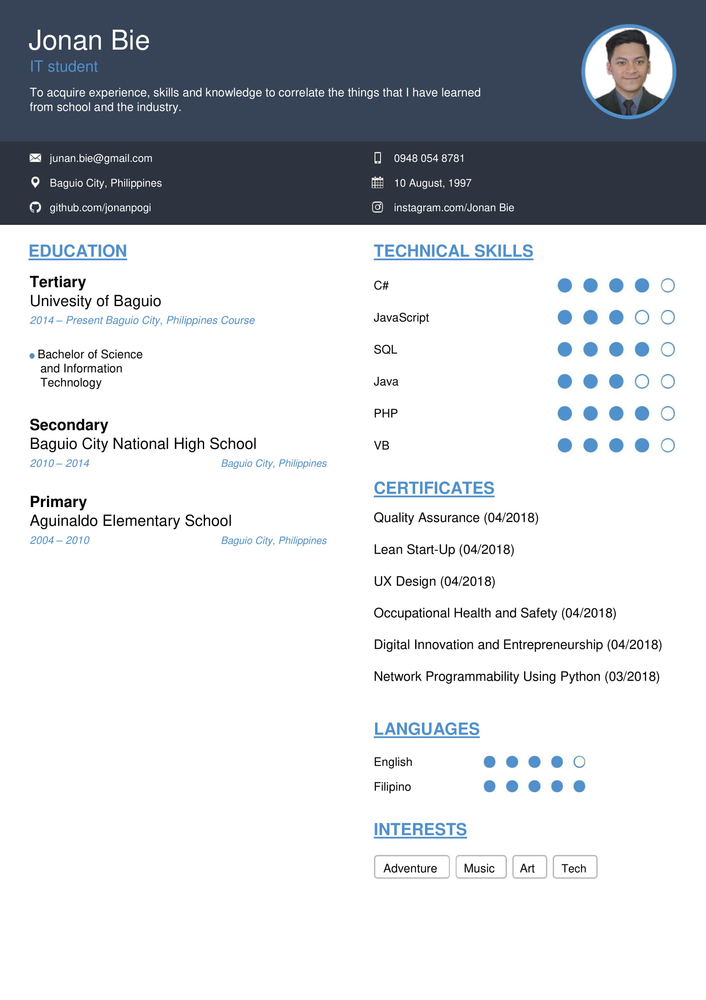 Jonan Bie
IT student
To acquire experience, skills and knowledge to correlate the things that I have learned
from school and the industry.
junan.bie@gmail.com
0948 054 8781
Baguio City, Philippines
10 August, 1997
github.com/jonanpogi
instagram.com/Jonan Bie
EDUCATION
Tertiary
Univesity of Baguio
2014 – Present Baguio City, Philippines Course
Bachelor of Science
and Information
Technology
Secondary
Baguio City National High School
2010 – 2014 Baguio City, Philippines
Primary
Aguinaldo Elementary School
2004 – 2010 Baguio City, Philippines
TECHNICAL SKILLS
C#
JavaScript
SQL
Java
PHP
VB
CERTIFICATES
Quality Assurance (04/2018)
Lean Start-Up (04/2018)
UX Design (04/2018)
Occupational Health and Safety (04/2018)
Digital Innovation and Entrepreneurship (04/2018)
Network Programmability Using Python (03/2018)
LANGUAGES
English
Filipino
INTERESTS
Adventure Music Art Tech